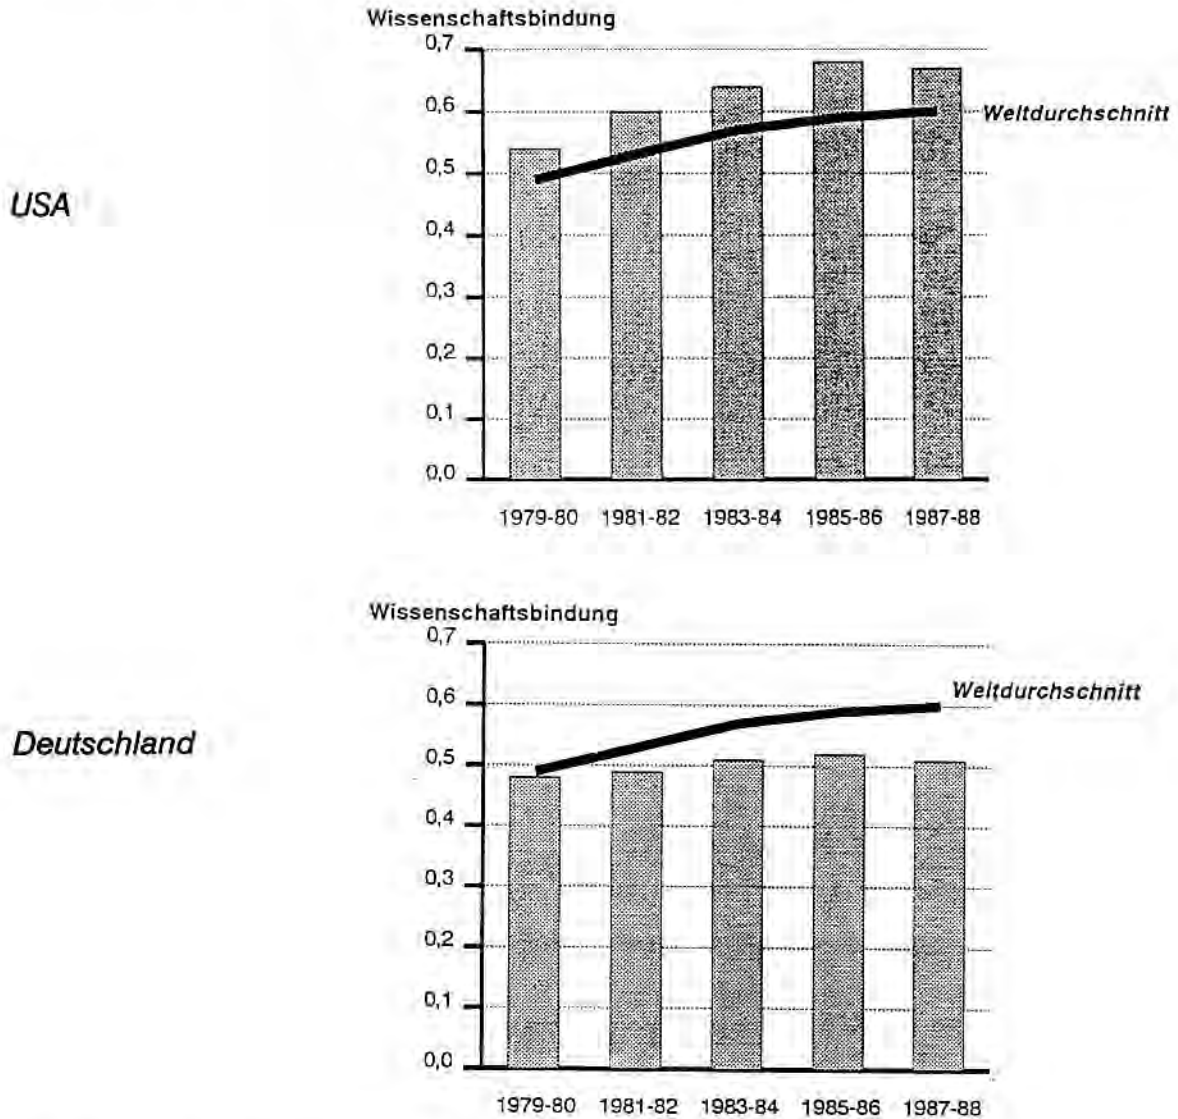 Wissenschaftsbindung
0,7
0,6
Weltdurchschnitt
0,5
USA
0,4
0,3
0,2
0,1
0,0
1979-80 1981-82 1983-84 1985-86 1987-88
Wissenschaftsbindung
0,7
0,6
Weltdurchschnitt
Deutschland
0,5
0,4
0,3
0,2
0,1
0,0
1979-80 1981-82 1983-84 1985-86 1987-88